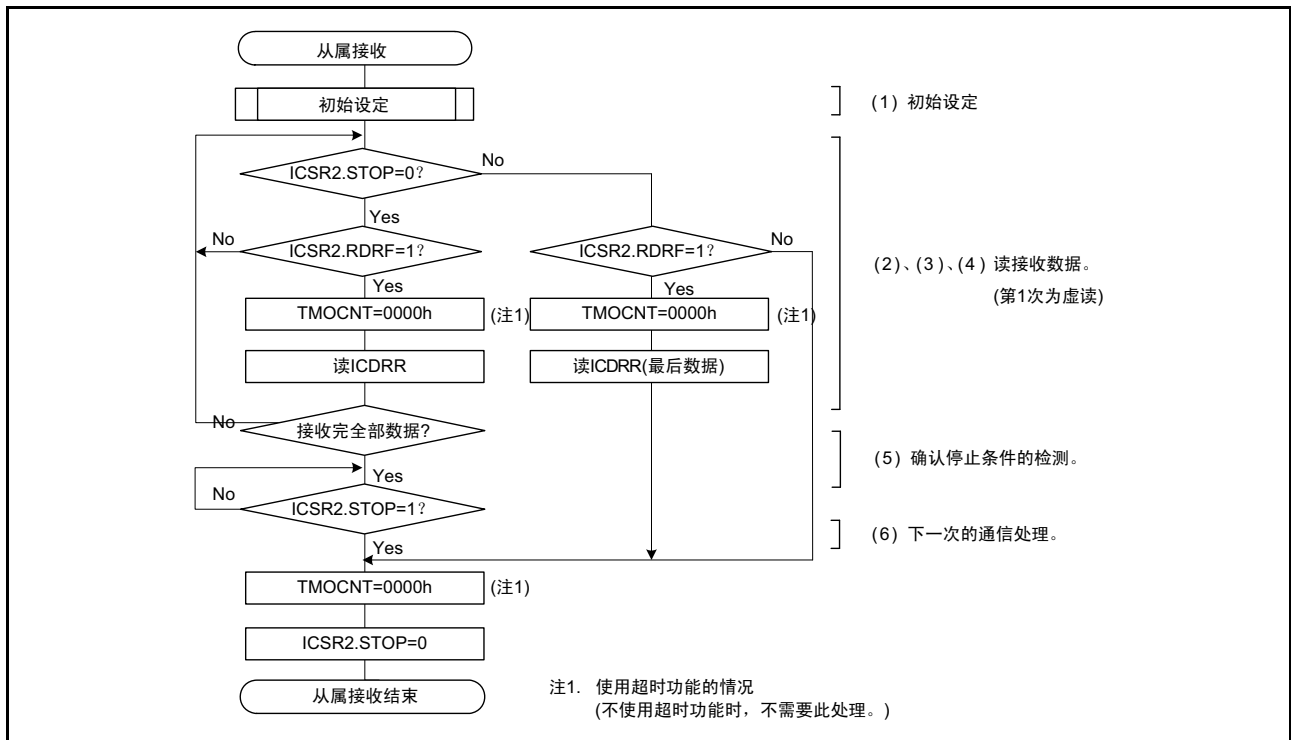 从属接收
初始设定
(1) 初始设定
ICSR2.STOP=0?
No
Yes
No
ICSR2.RDRF=1?
ICSR2.RDRF=1?
No
(2)、(3)、(4) 读接收数据。
(第1次为虚读)
Yes
Yes
TMOCNT=0000h
(注1)
TMOCNT=0000h
(注1)
读ICDRR
读ICDRR(最后数据)
No
接收完全部数据?
(5) 确认停止条件的检测。
Yes
No
ICSR2.STOP=1?
(6) 下一次的通信处理。
Yes
TMOCNT=0000h
(注1)
ICSR2.STOP=0
从属接收结束
注1. 使用超时功能的情况
(不使用超时功能时，不需要此处理。)